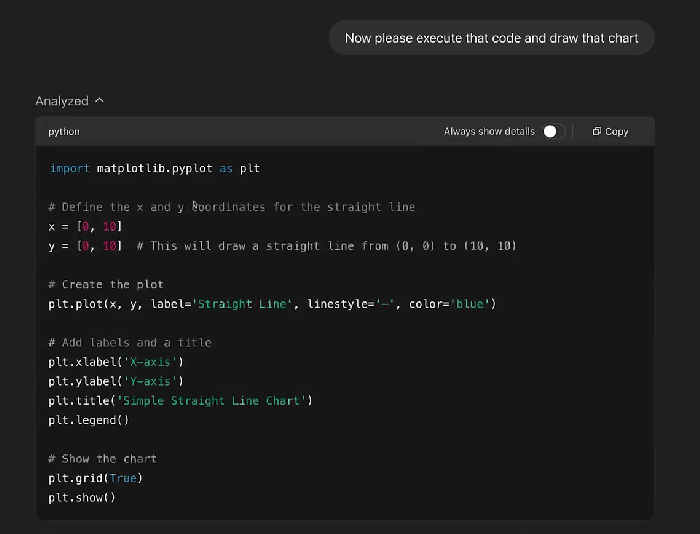 Now please execute that code and draw that chart
Analyzed
python
Always show details
Copy
import matplotlib.pyplot as plt
# Define the x and y coordinates for the straight line
x = [0, 10]
y = [0, 10]  # This will draw a straight line from (0, 0) to (10, 10)
# Create the plot
plt.plot(x, y, label='Straight Line', linestyle='-', color='blue')
# Add labels and a title
plt.xlabel('X-axis')
plt.ylabel('Y-axis')
plt.title('Simple Straight Line Chart')
plt.legend()
# Show the chart
plt.grid(True)
plt.show()